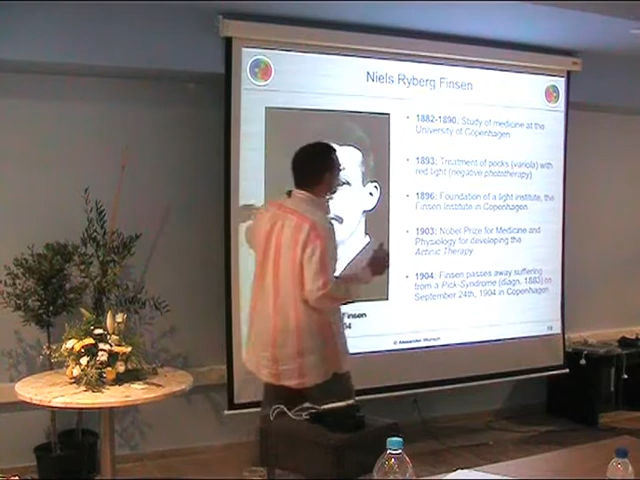 Niels Ryberg Finsen
• 1882-1890: Study of medicine at the
University of Copenhagen
• 1893: Treatment of pocks (variola) with
red light (negative phototherapy)
• 1896: Foundation of a light institute, the
Finsen Institute in Copenhagen
• 1903: Nobel Prize for Medicine and
Physiology for developing the
Actinic Therapy
• 1904: Finsen passes away suffering
from a Pick-Syndrome (diagn. 1883) on
September 24th, 1904 in Copenhagen
Finsen
04
© Alexander Wunsch